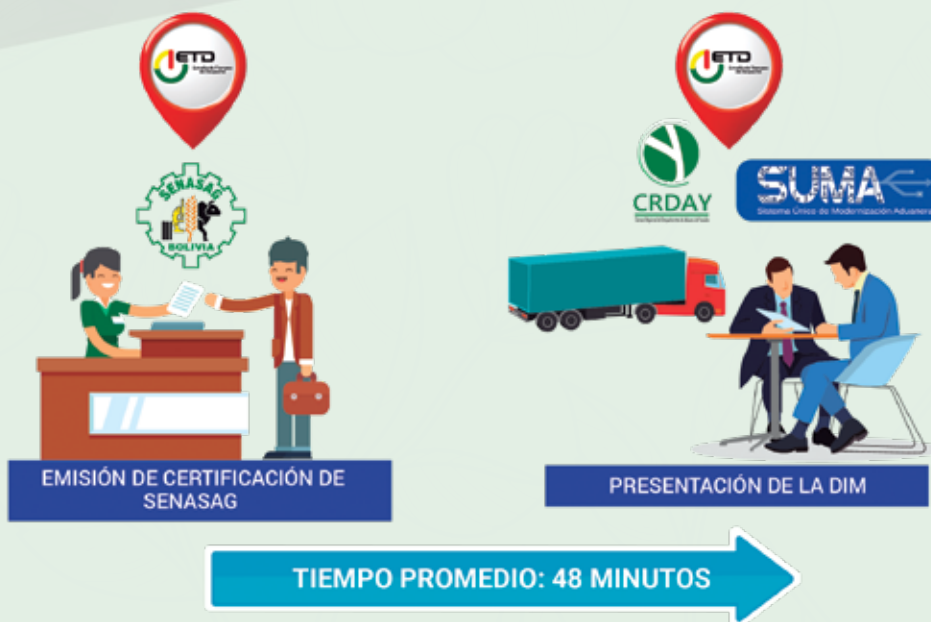 ETD
ETD
SENASAG
BOLIVIA
CRDAY
SUMA
Sistema Único de Modernización Aduanera
EMISIÓN DE CERTIFICACIÓN DE
SENASAG
PRESENTACIÓN DE LA DIM
TIEMPO PROMEDIO: 48 MINUTOS